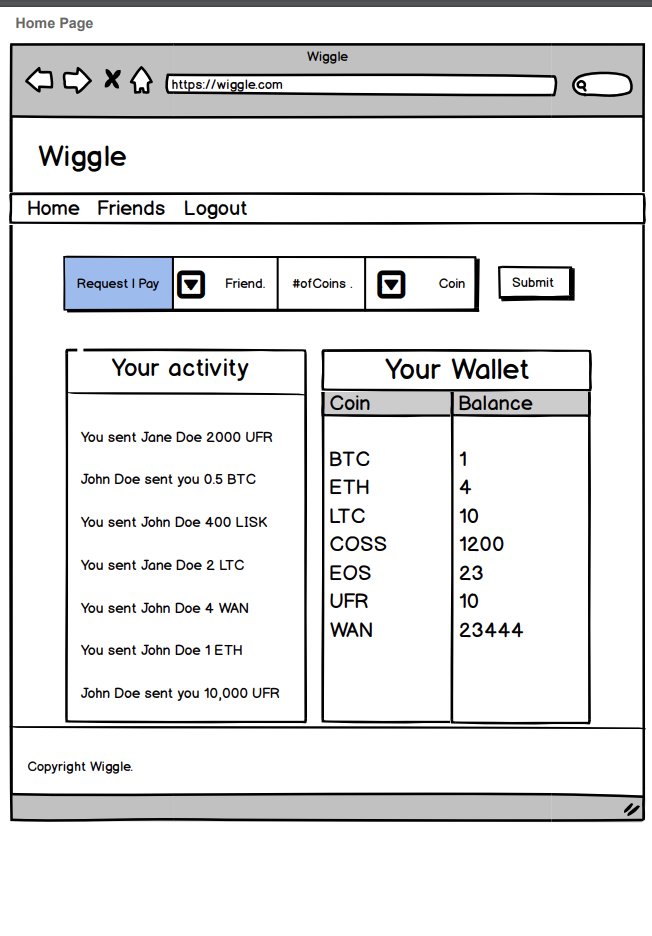 Home Page
Wiggle
https://wiggle.com
Wiggle
Home Friends Logout
Request | Pay Friend. #ofCoins . Coin Submit
Your activity
You sent Jane Doe 2000 UFR
John Doe sent you 0.5 BTC
You sent John Doe 400 LISK
You sent Jane Doe 2 LTC
You sent John Doe 4 WAN
You sent John Doe 1 ETH
John Doe sent you 10,000 UFR
Your Wallet
Coin Balance
BTC 1
ETH 4
LTC 10
COSS 1200
EOS 23
UFR 10
WAN 23444
Copyright Wiggle.